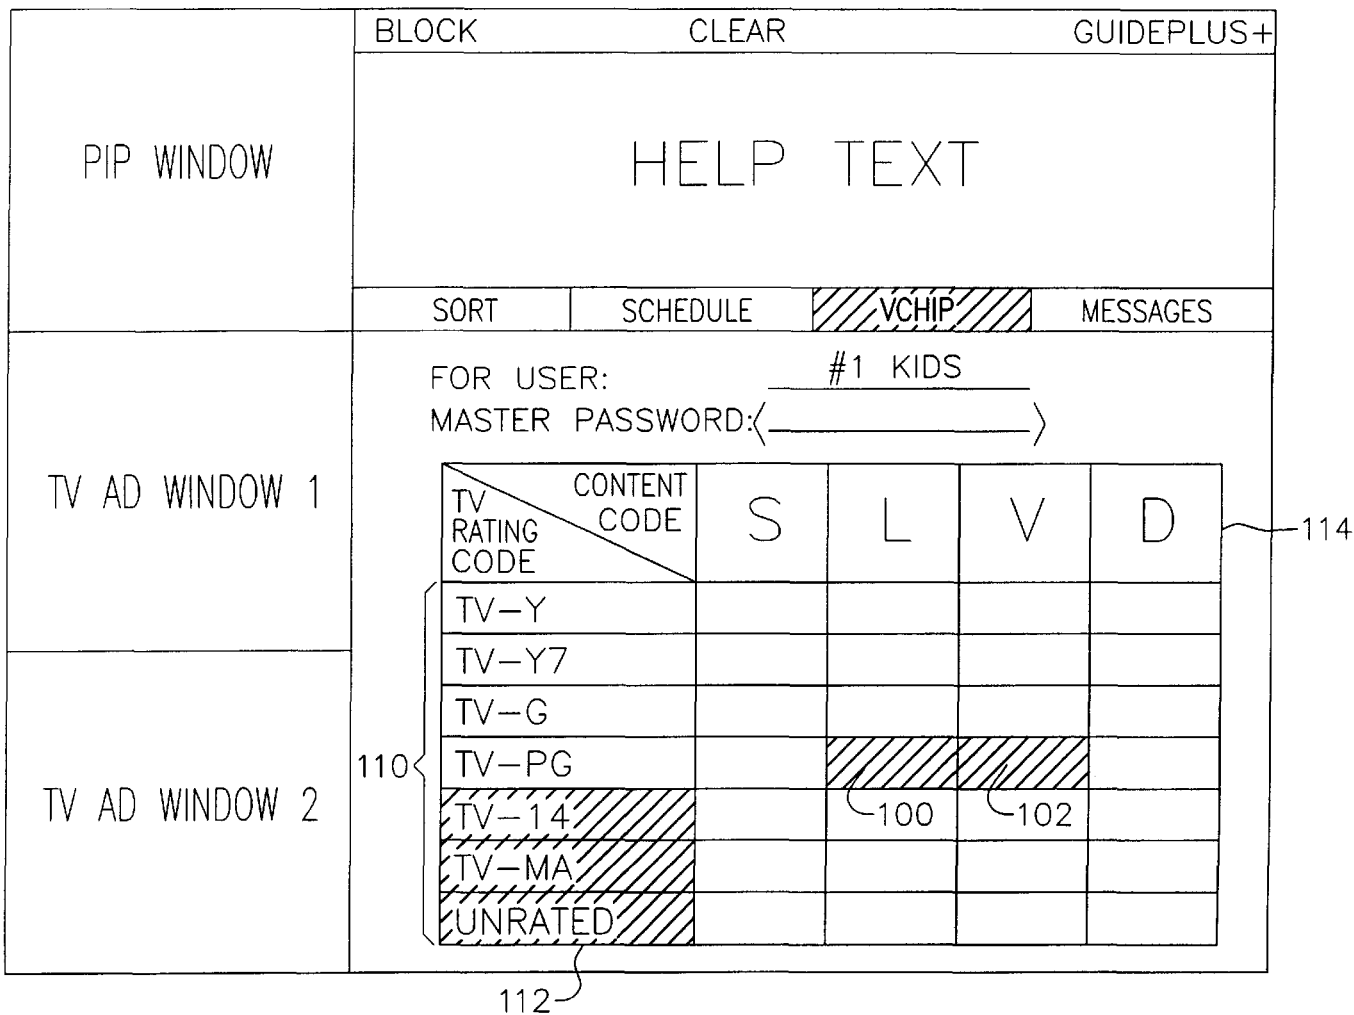 BLOCK CLEAR GUIDEPLUS+
PIP WINDOW
HELP TEXT
SORT SCHEDULE VCHIP MESSAGES
FOR USER: #1 KIDS
MASTER PASSWORD:
TV AD WINDOW 1
TV AD WINDOW 2
CONTENT
CODE
TV
RATING
CODE
S L V D
114
TV-Y
TV-Y7
TV-G
110
TV-PG
TV-14
100 102
TV-MA
UNRATED
112